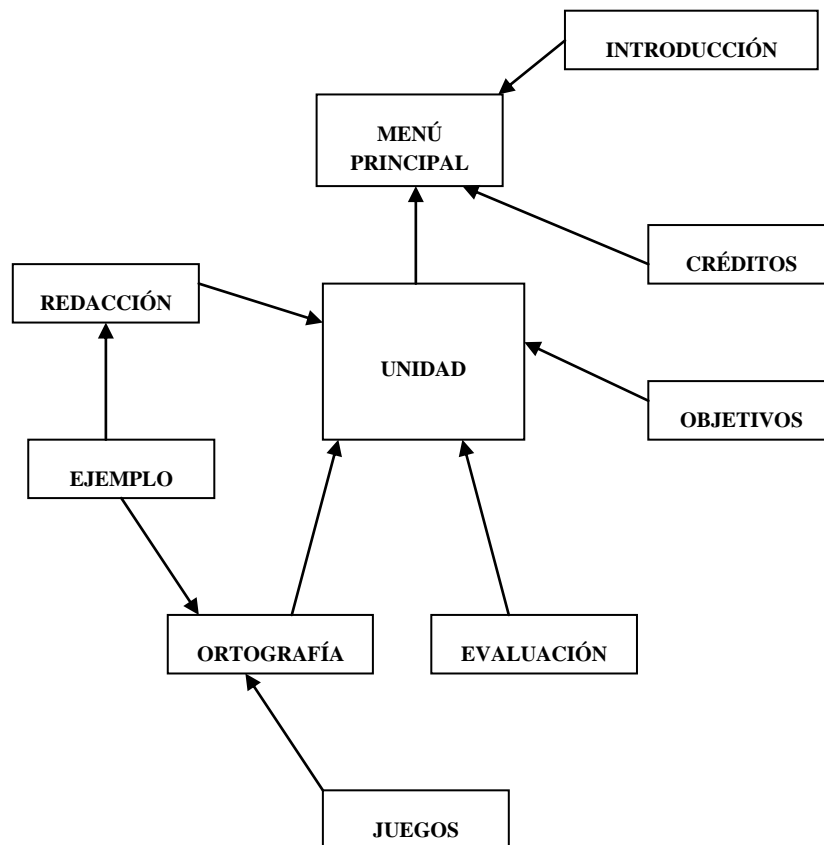 INTRODUCCIÓN
MENÚ
PRINCIPAL
CRÉDITOS
REDACCIÓN
UNIDAD
OBJETIVOS
EJEMPLO
ORTOGRAFÍA
EVALUACIÓN
JUEGOS